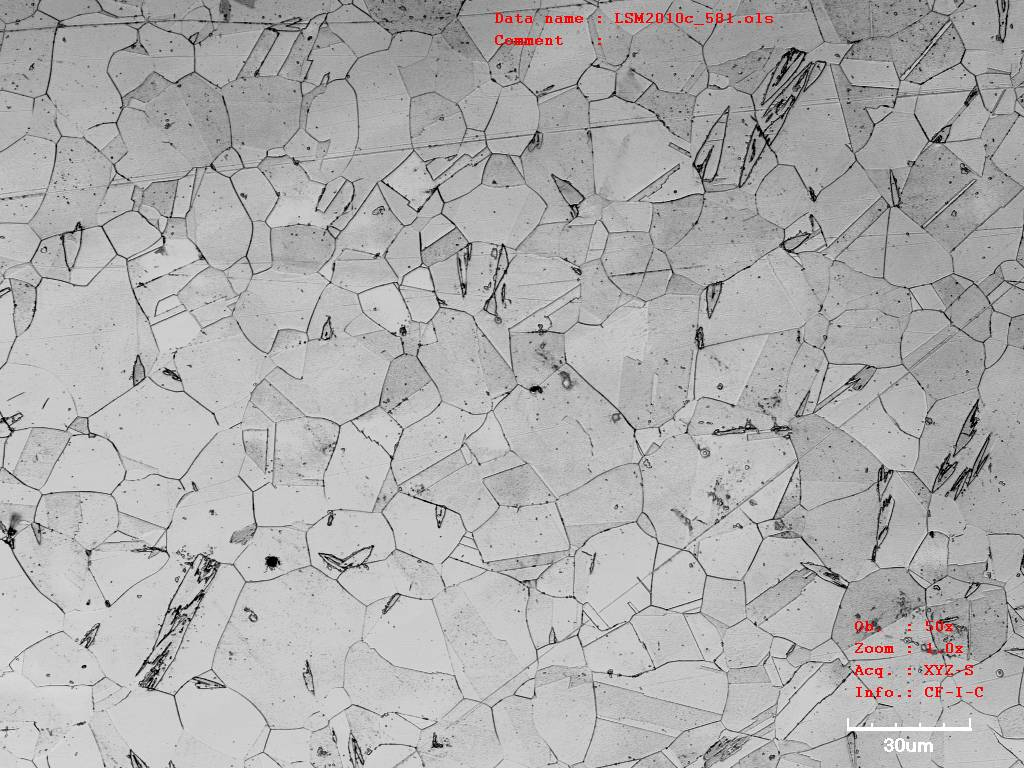 Data name : LSM2010c_581.ols
Comment :
Ob. : 50x
Zoom : 1.0x
Acq. : XYZ-S
Info.: CF-I-C
30um